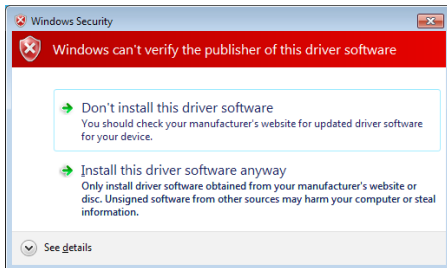 Windows Security
Windows can't verify the publisher of this driver software
Don't install this driver software
You should check your manufacturer's website for updated driver software
for your device.
Install this driver software anyway
Only install driver software obtained from your manufacturer's website or
disc. Unsigned software from other sources may harm your computer or steal
information.
See details